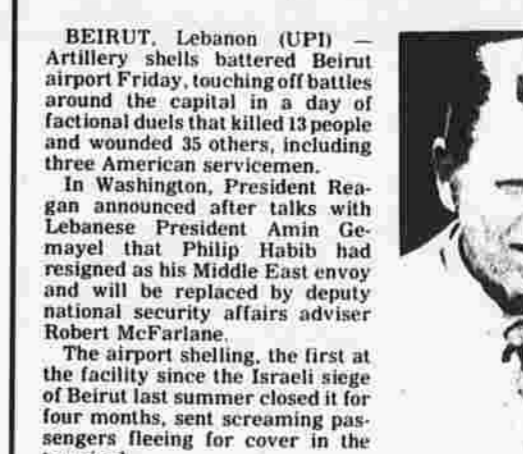 BEIRUT, Lebanon (UPI) —
Artillery shells battered Beirut
airport Friday, touching off battles
around the capital in a day of
factional duels that killed 13 people
and wounded 35 others, including
three American servicemen.
In Washington, President Rea-
gan announced after talks with
Lebanese President Amin Ge-
mayel that Philip Habib had
resigned as his Middle East envoy
and will be replaced by deputy
national security affairs adviser
Robert McFarlane.
The airport shelling, the first at
the facility since the Israeli siege
of Beirut last summer closed it for
four months, sent screaming pas-
sengers fleeing for cover in the